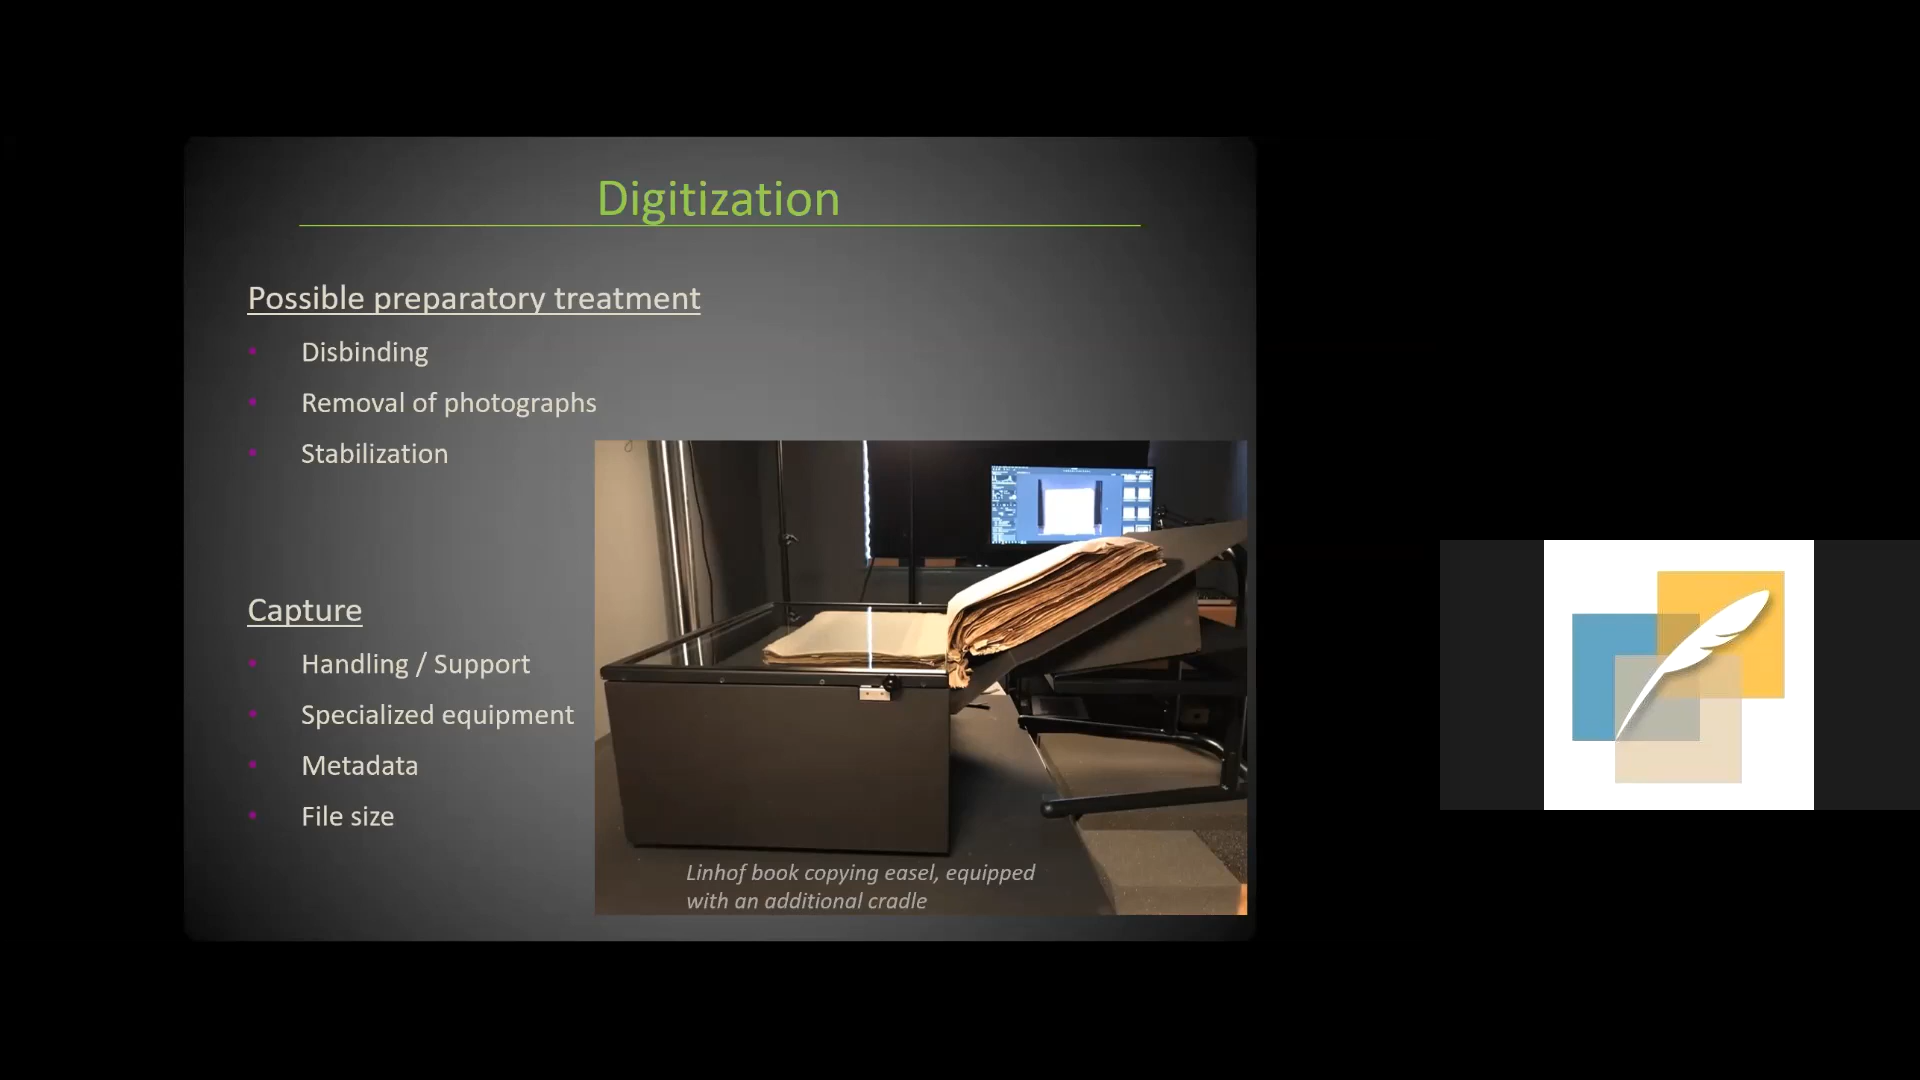 Digitization
Possible preparatory treatment
• Disbinding
• Removal of photographs
• Stabilization
Capture
• Handling / Support
• Specialized equipment
• Metadata
• File size
Linhof book copying easel, equipped
with an additional cradle